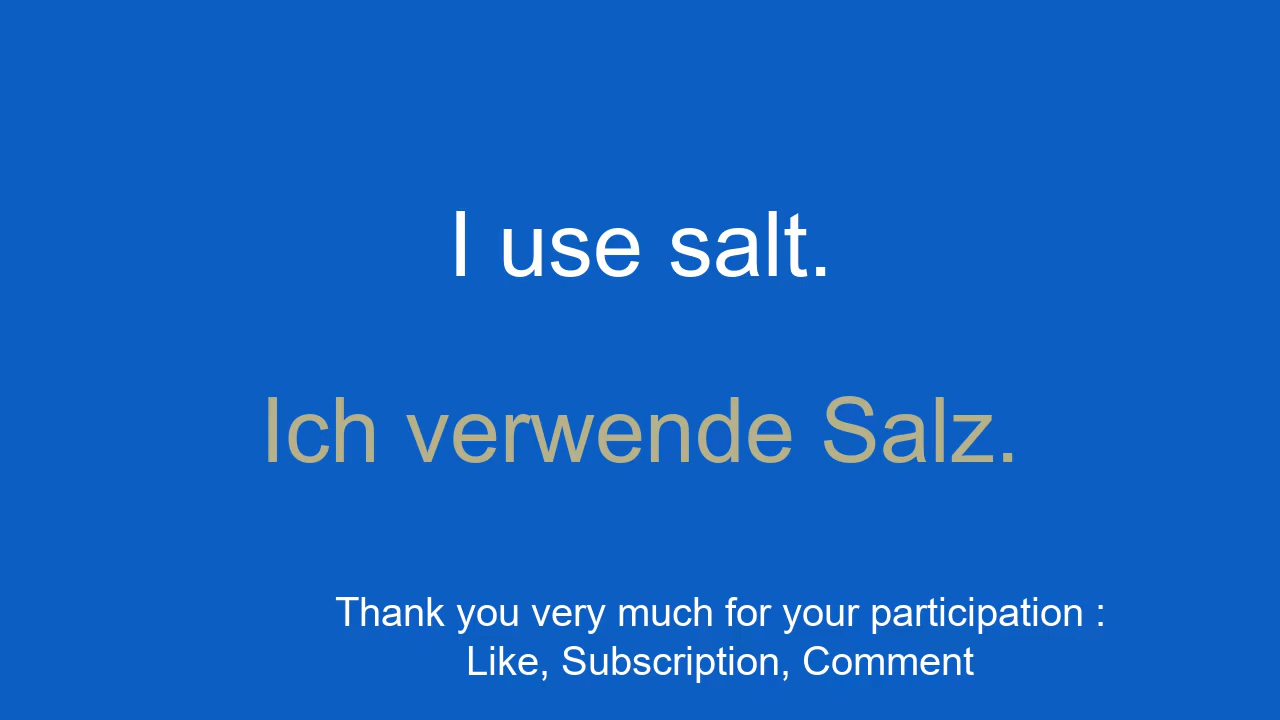 I use salt.
Ich verwende Salz.
Thank you very much for your participation :
Like, Subscription, Comment